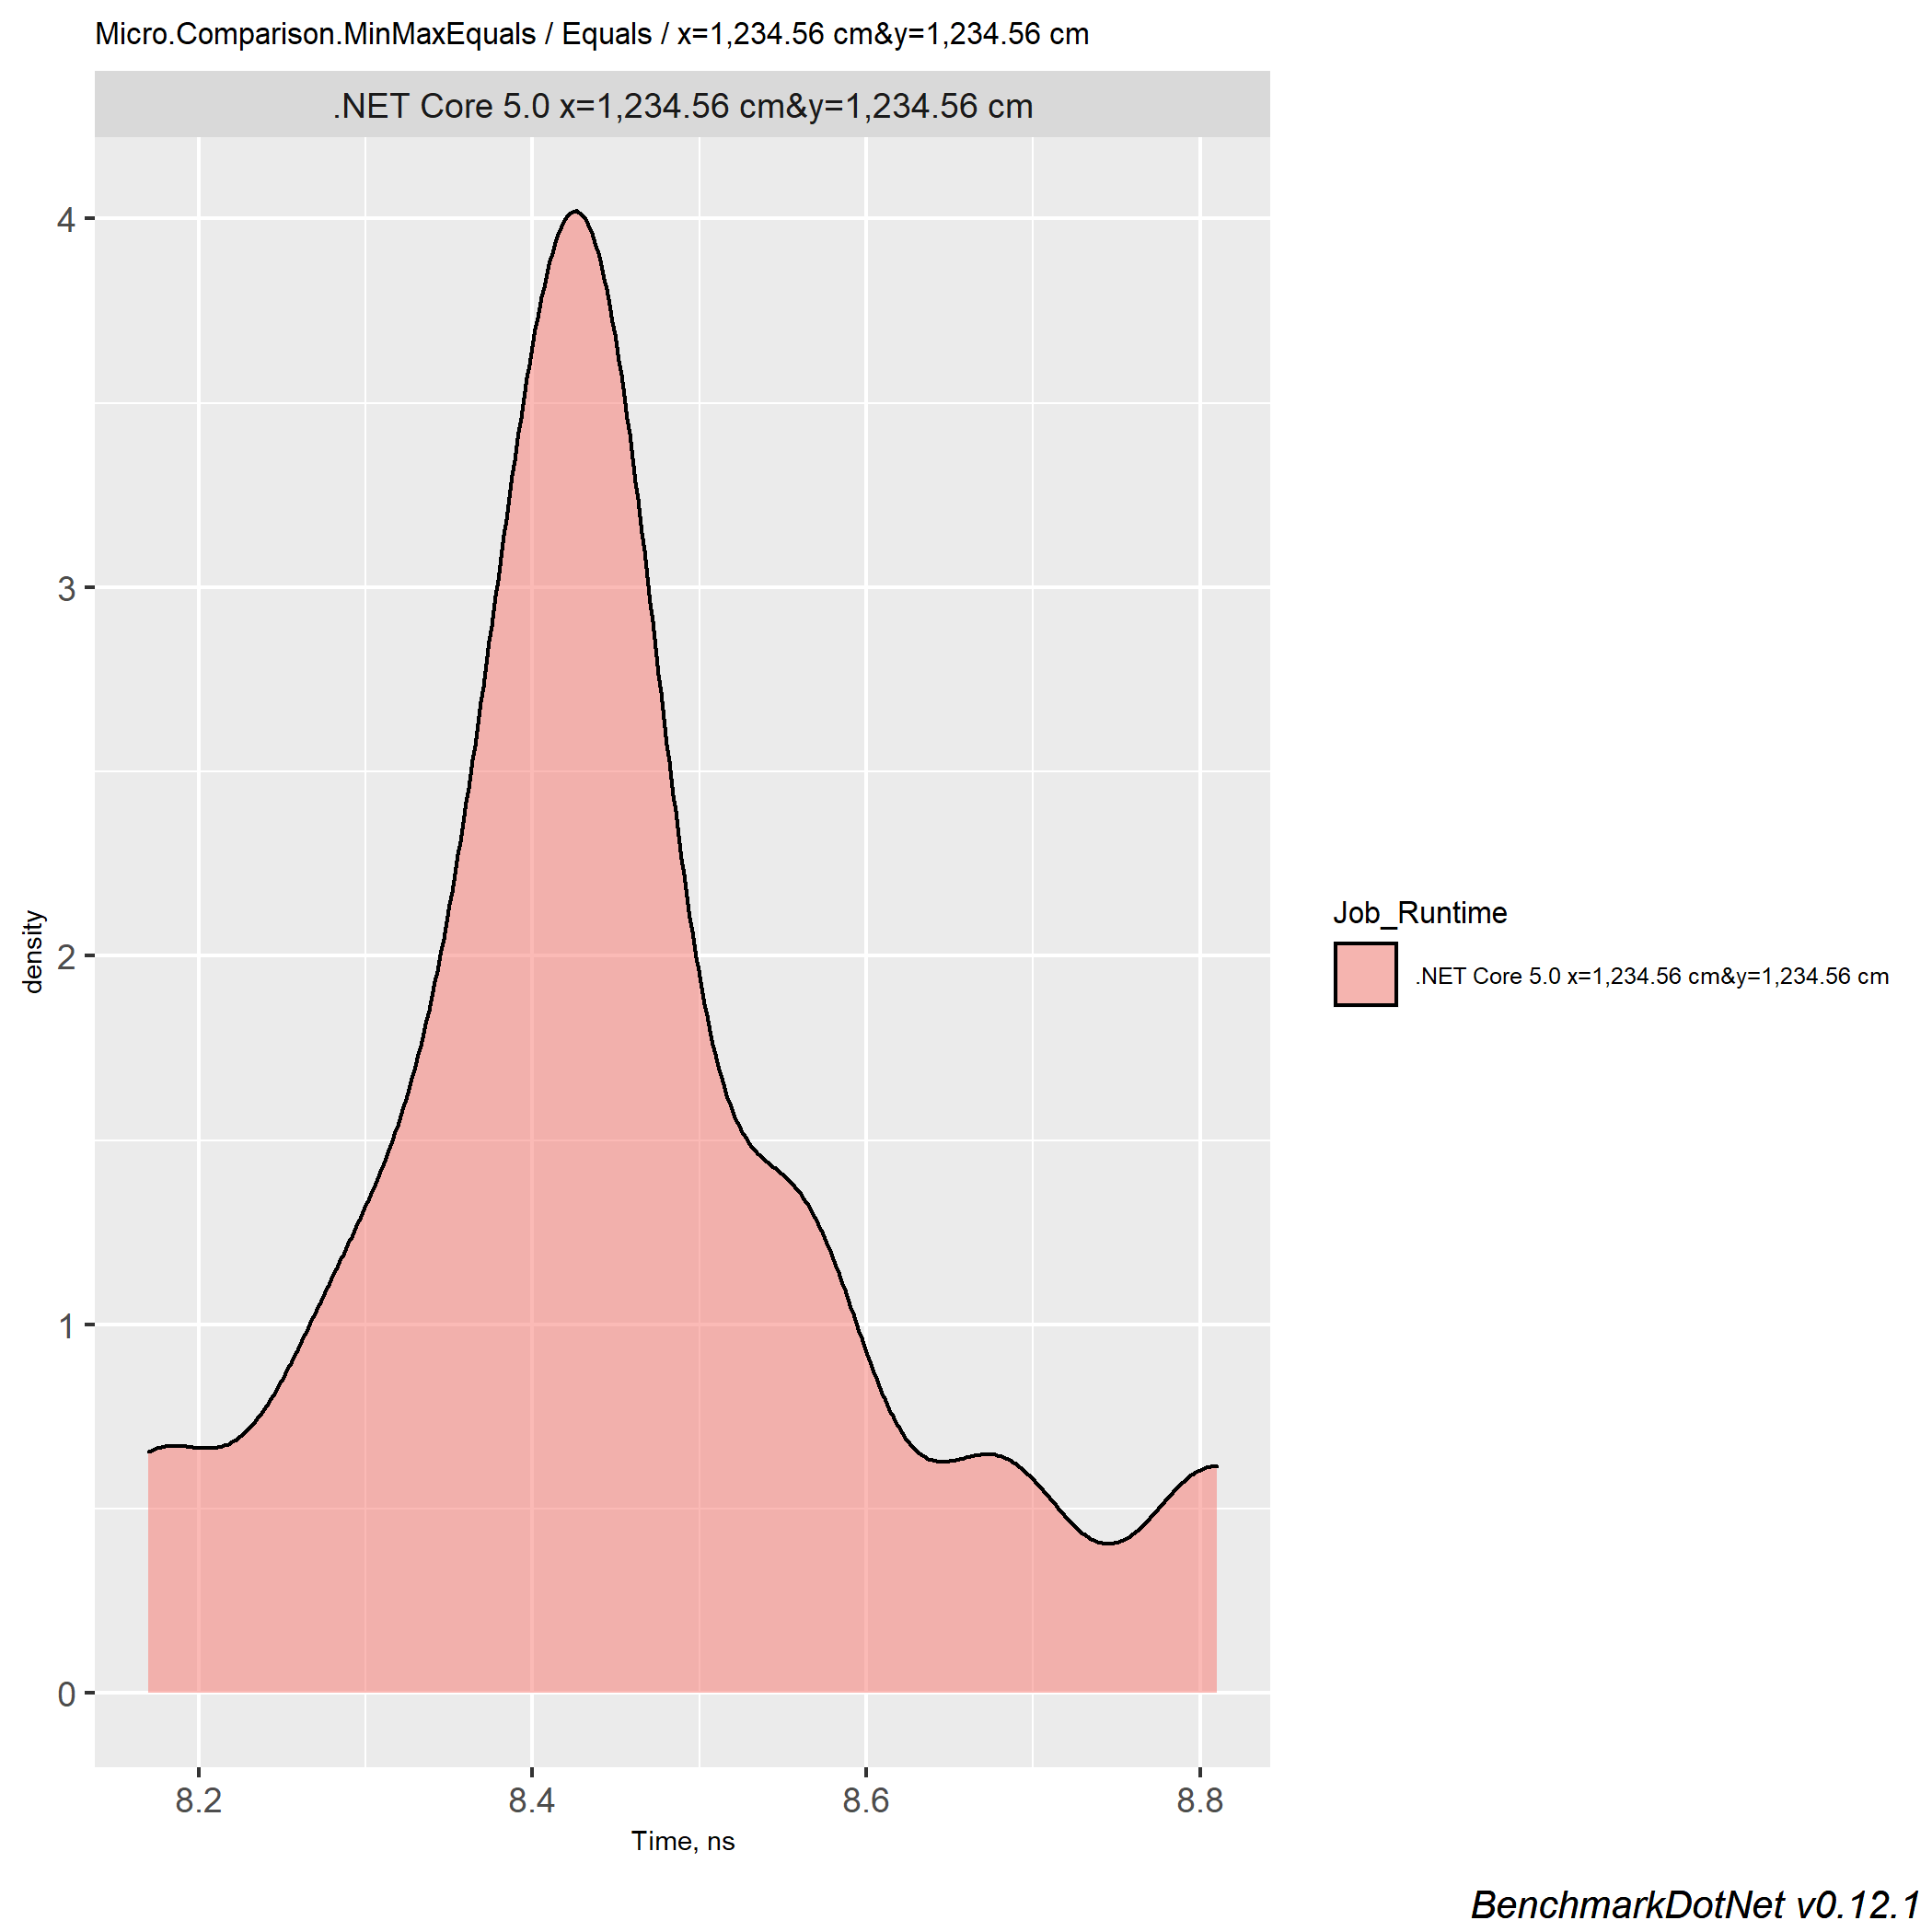 Micro.Comparison.MinMaxEquals / Equals / x=1,234.56 cm&y=1,234.56 cm
.NET Core 5.0 x=1,234.56 cm&y=1,234.56 cm
4
3
2
1
0
density
8.2 8.4 8.6 8.8
Time, ns
Job_Runtime
.NET Core 5.0 x=1,234.56 cm&y=1,234.56 cm
BenchmarkDotNet v0.12.1